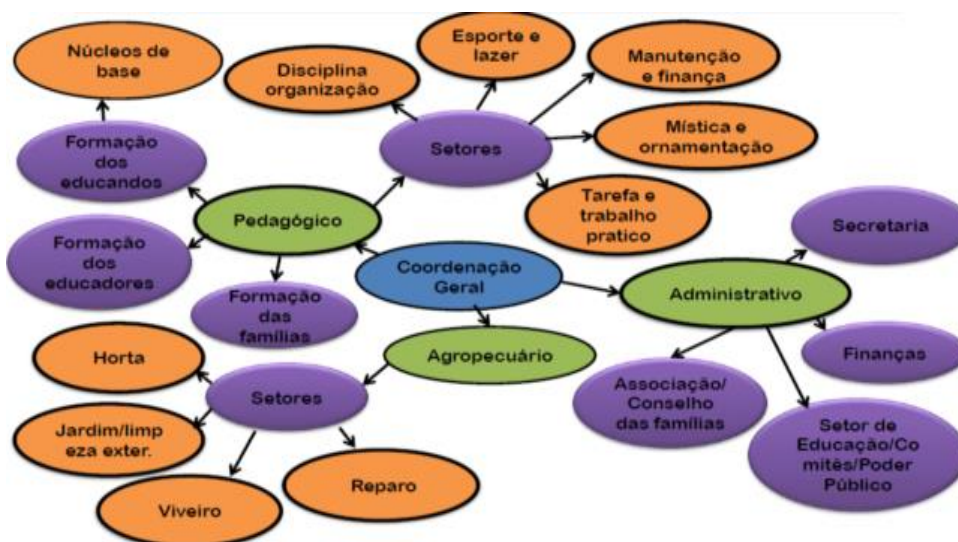 Núcleos de
base
Disciplina
organização
Esporte e
lazer
Manutenção
e finança
Formação
dos
educandos
Setores
Mística e
ornamentação
Pedagógico
Tarefa e
trabalho
pratico
Secretaria
Formação
dos
educadores
Coordenação
Geral
Administrativo
Formação
das
famílias
Horta
Agropecuário
Finanças
Setores
Associação/
Conselho
das famílias
Jardim/limp
eza exter.
Setor de
Educação/Co
mitês/Poder
Público
Viveiro
Reparo